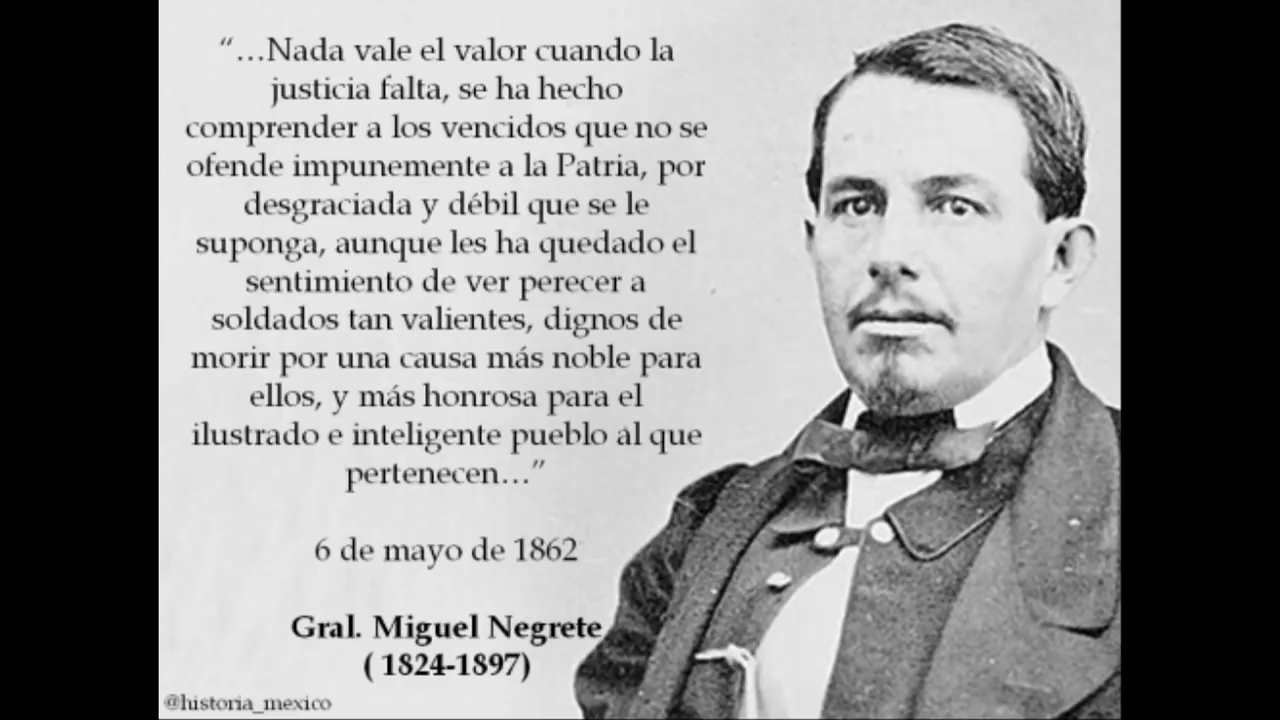 “…Nada vale el valor cuando la
justicia falta, se ha hecho
comprender a los vencidos que no se
ofende impunemente a la Patria, por
desgraciada y débil que se le
suponga, aunque les ha quedado el
sentimiento de ver perecer a
soldados tan valientes, dignos de
morir por una causa más noble para
ellos, y más honrosa para el
ilustrado e inteligente pueblo al que
pertenecen…”
6 de mayo de 1862
Gral. Miguel Negrete
( 1824-1897)
@historia_mexico